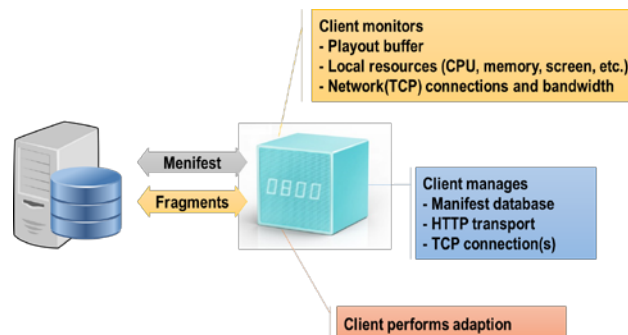 Client monitors
- Playout buffer
- Local resources (CPU, memory, screen, etc.)
- Network(TCP) connections and bandwidth
Menifest
Fragments
0800
Client manages
- Manifest database
- HTTP transport
- TCP connection(s)
Client performs adaption